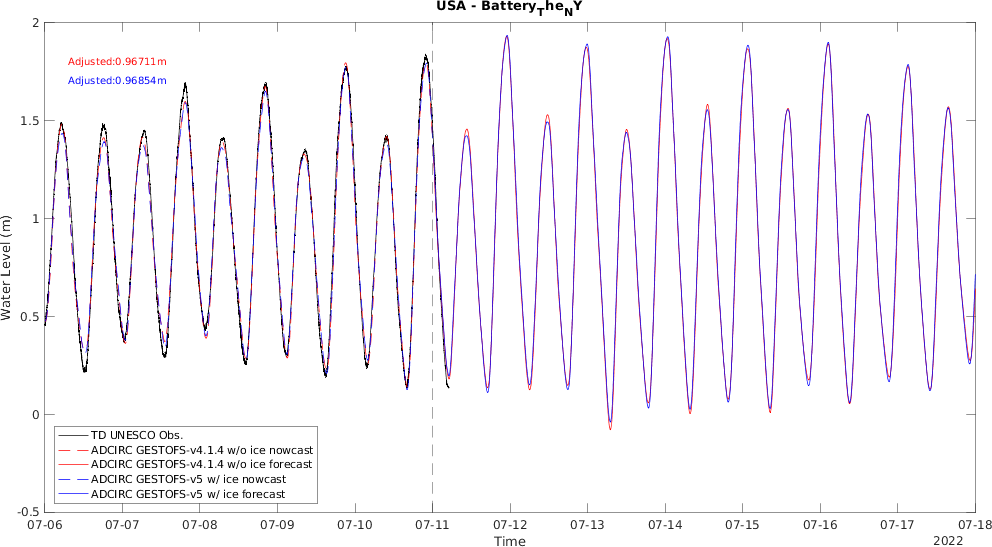 USA - Battery_The_NY
2
Adjusted:0.96711m
Adjusted:0.96854m
1.5
1
Water Level (m)
0.5
0
TD UNESCO Obs.
ADCIRC GESTOFS-v4.1.4 w/o ice nowcast
ADCIRC GESTOFS-v4.1.4 w/o ice forecast
ADCIRC GESTOFS-v5 w/ ice nowcast
ADCIRC GESTOFS-v5 w/ ice forecast
-0.5
07-06 07-07 07-08 07-09 07-10 07-11 07-12 07-13 07-14 07-15 07-16 07-17 07-18
Time
2022